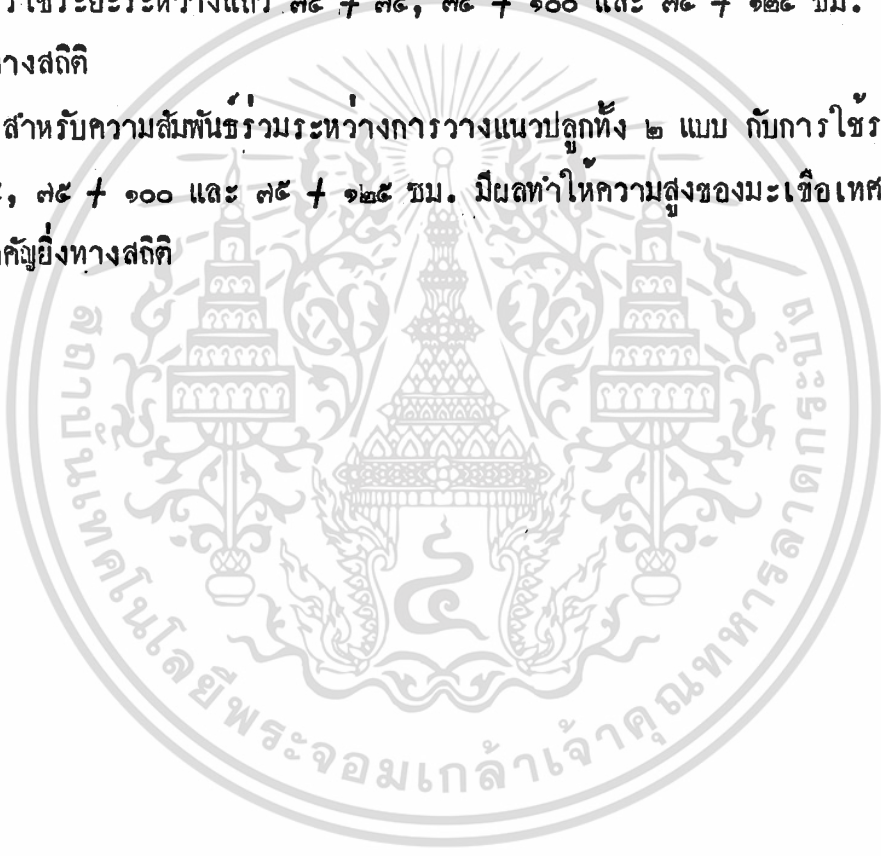 ใช้ระยะระหว่างแถว ๗๕ + ๗๕, ๗๕ + ๑๐๐ และ ๗๕ + ๑๒๕ ซม.
างสถิติ
สำหรับความสัมพันธ์ร่วมระหว่างการวางแนวปลูกทั้ง ๒ แบบ กับการใช้ร
, ๗๕ + ๑๐๐ และ ๗๕ + ๑๒๕ ซม. มีผลทำให้ความสูงของมะเขือเทศ
คัญยิ่งทางสถิติ
สถาบันเทคโนโลยีพระจอมเกล้าเจ้าคุณทหารลาดกระบัง